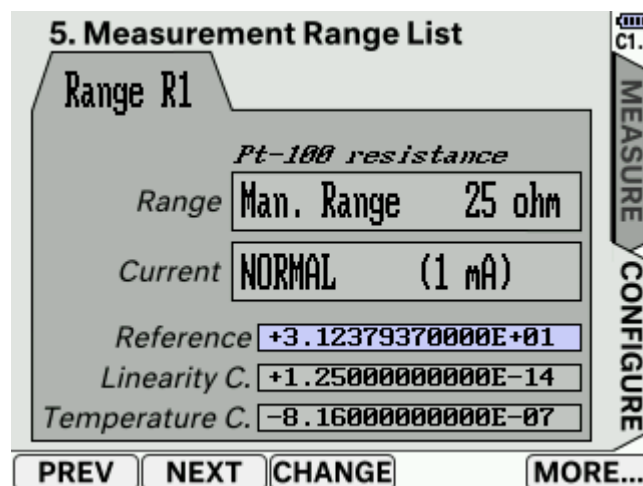 5. Measurement Range List
C1.
Range R1
Pt-100 resistance
Range Man. Range 25 ohm
Current NORMAL (1 mA)
Reference +3.12379370000E+01
Linearity C. +1.25000000000E-14
Temperature C. -8.16000000000E-07
MEASURE
CONFIGURE
PREV NEXT CHANGE MORE...